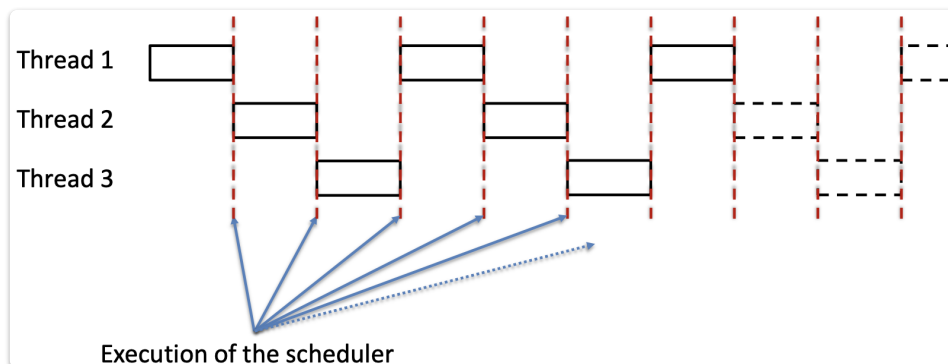 Thread 1
Thread 2
Thread 3
Execution of the scheduler